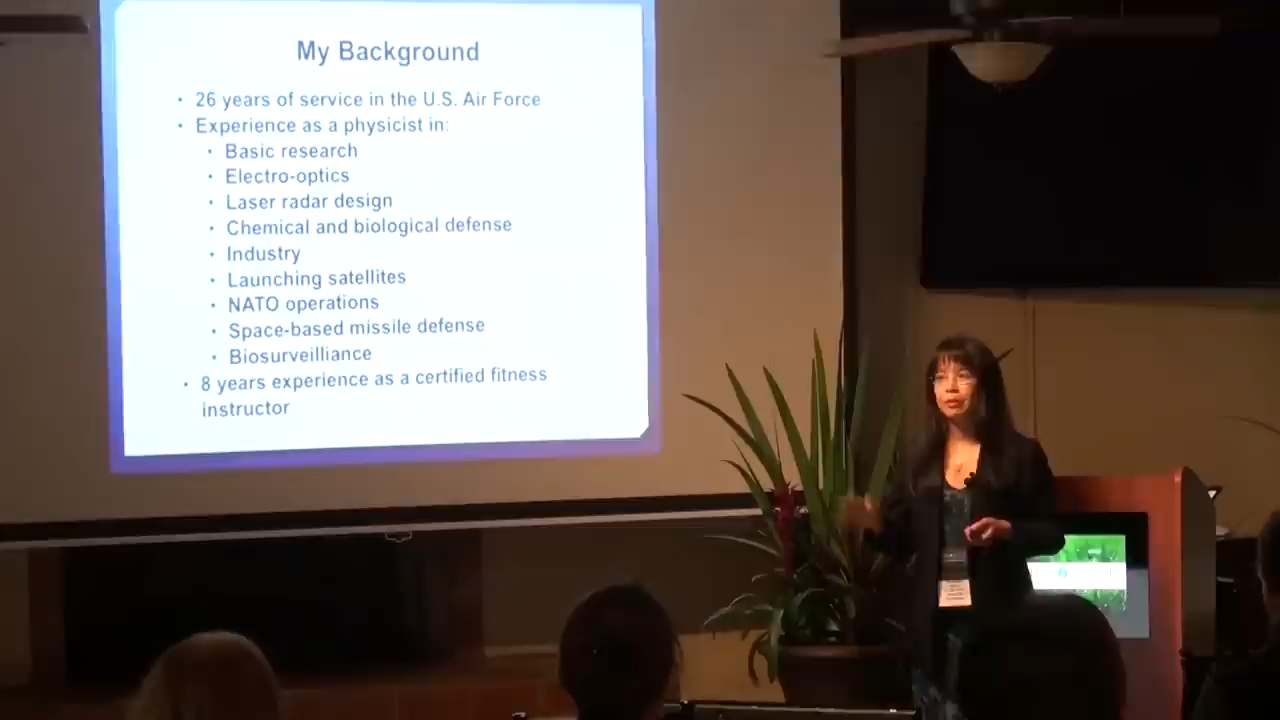 My Background
• 26 years of service in the U.S. Air Force
• Experience as a physicist in:
• Basic research
• Electro-optics
• Laser radar design
• Chemical and biological defense
• Industry
• Launching satellites
• NATO operations
• Space-based missile defense
• Biosurveilliance
• 8 years experience as a certified fitness
instructor